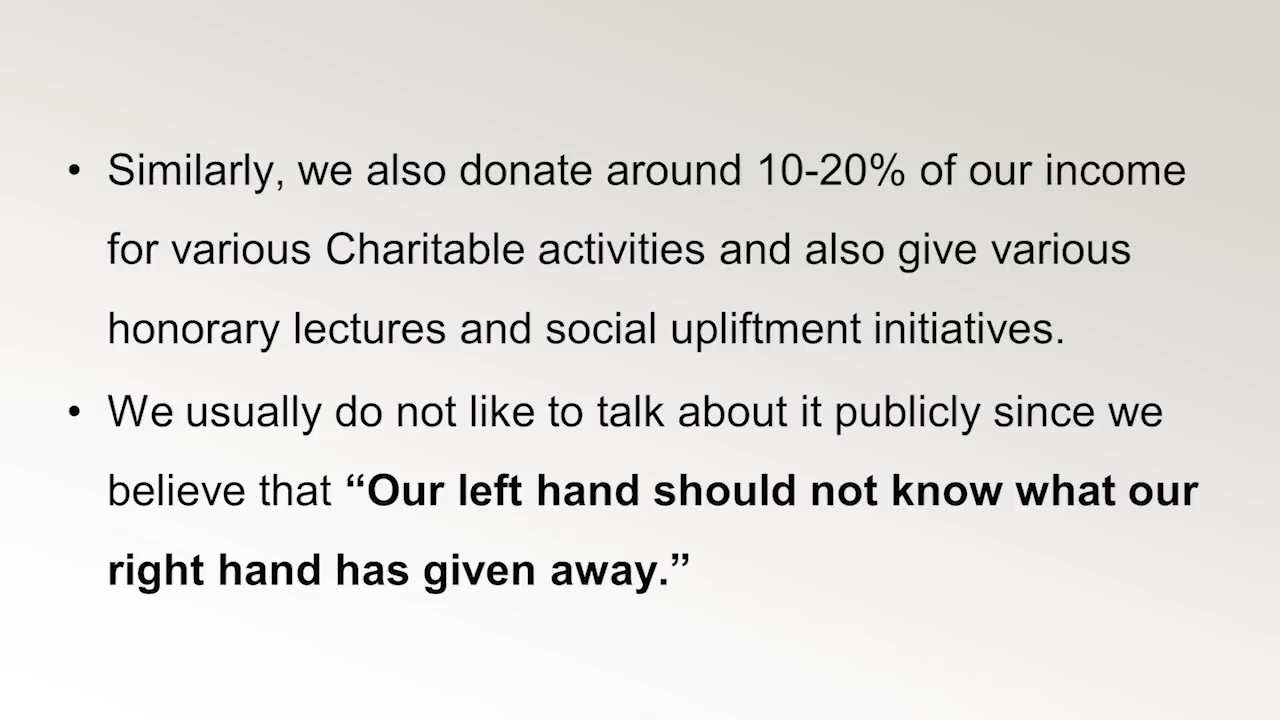 • Similarly, we also donate around 10-20% of our income
for various Charitable activities and also give various
honorary lectures and social upliftment initiatives.
• We usually do not like to talk about it publicly since we
believe that “Our left hand should not know what our
right hand has given away.”